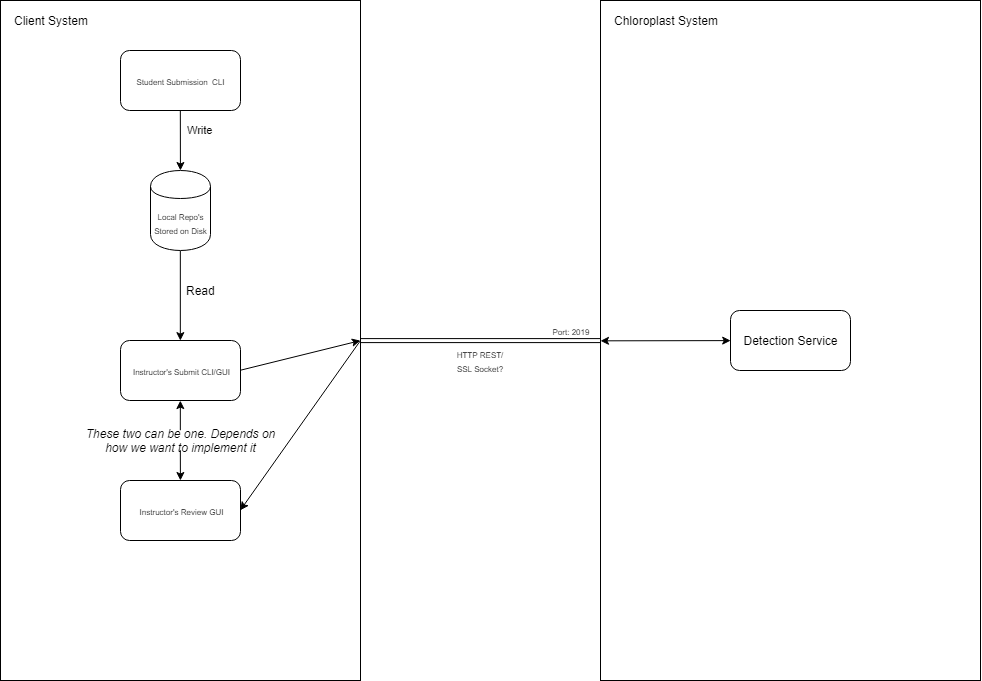 Client System
Chloroplast System
Student Submission  CLI
Write
Local Repo's
Stored on Disk
Read
Port: 2019
HTTP REST/
SSL Socket?
Detection Service
Instructor's Submit CLI/GUI
These two can be one. Depends on
how we want to implement it
Instructor's Review GUI